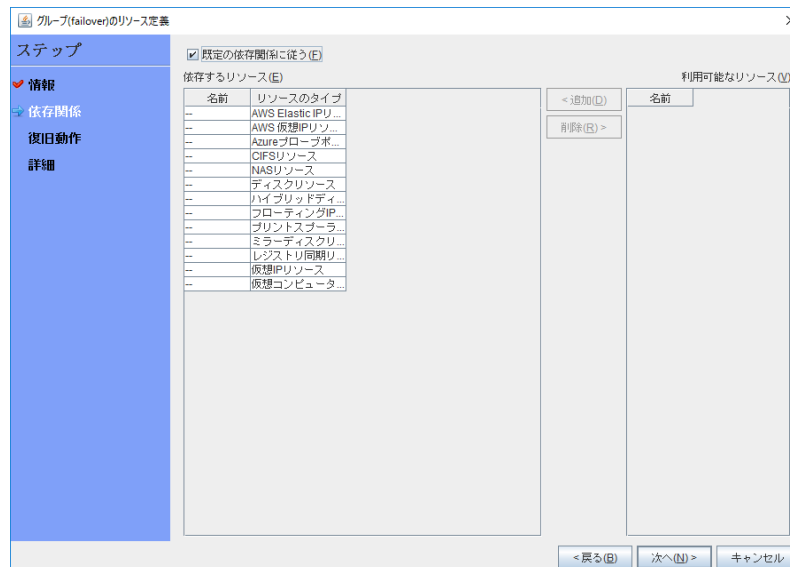 グループ(failover)のリソース定義
ステップ
情報
依存関係
復旧動作
詳細
既定の依存関係に従う(F)
依存するリソース(E)
利用可能なリソース(V)
名前 リソースのタイプ
-- AWS Elastic IPリ...
-- AWS 仮想IPリソ...
-- Azureプローブポ...
-- CIFSリソース
-- NASリソース
-- ディスクリソース
-- ハイブリッドディ...
-- フローティングIP...
-- プリントスプーラ...
-- ミラーディスクリ...
-- レジストリ同期リ...
-- 仮想IPリソース
-- 仮想コンピュータ...
<追加(D)
削除(R) >
名前
<戻る(B)
次へ(N) >
キャンセル